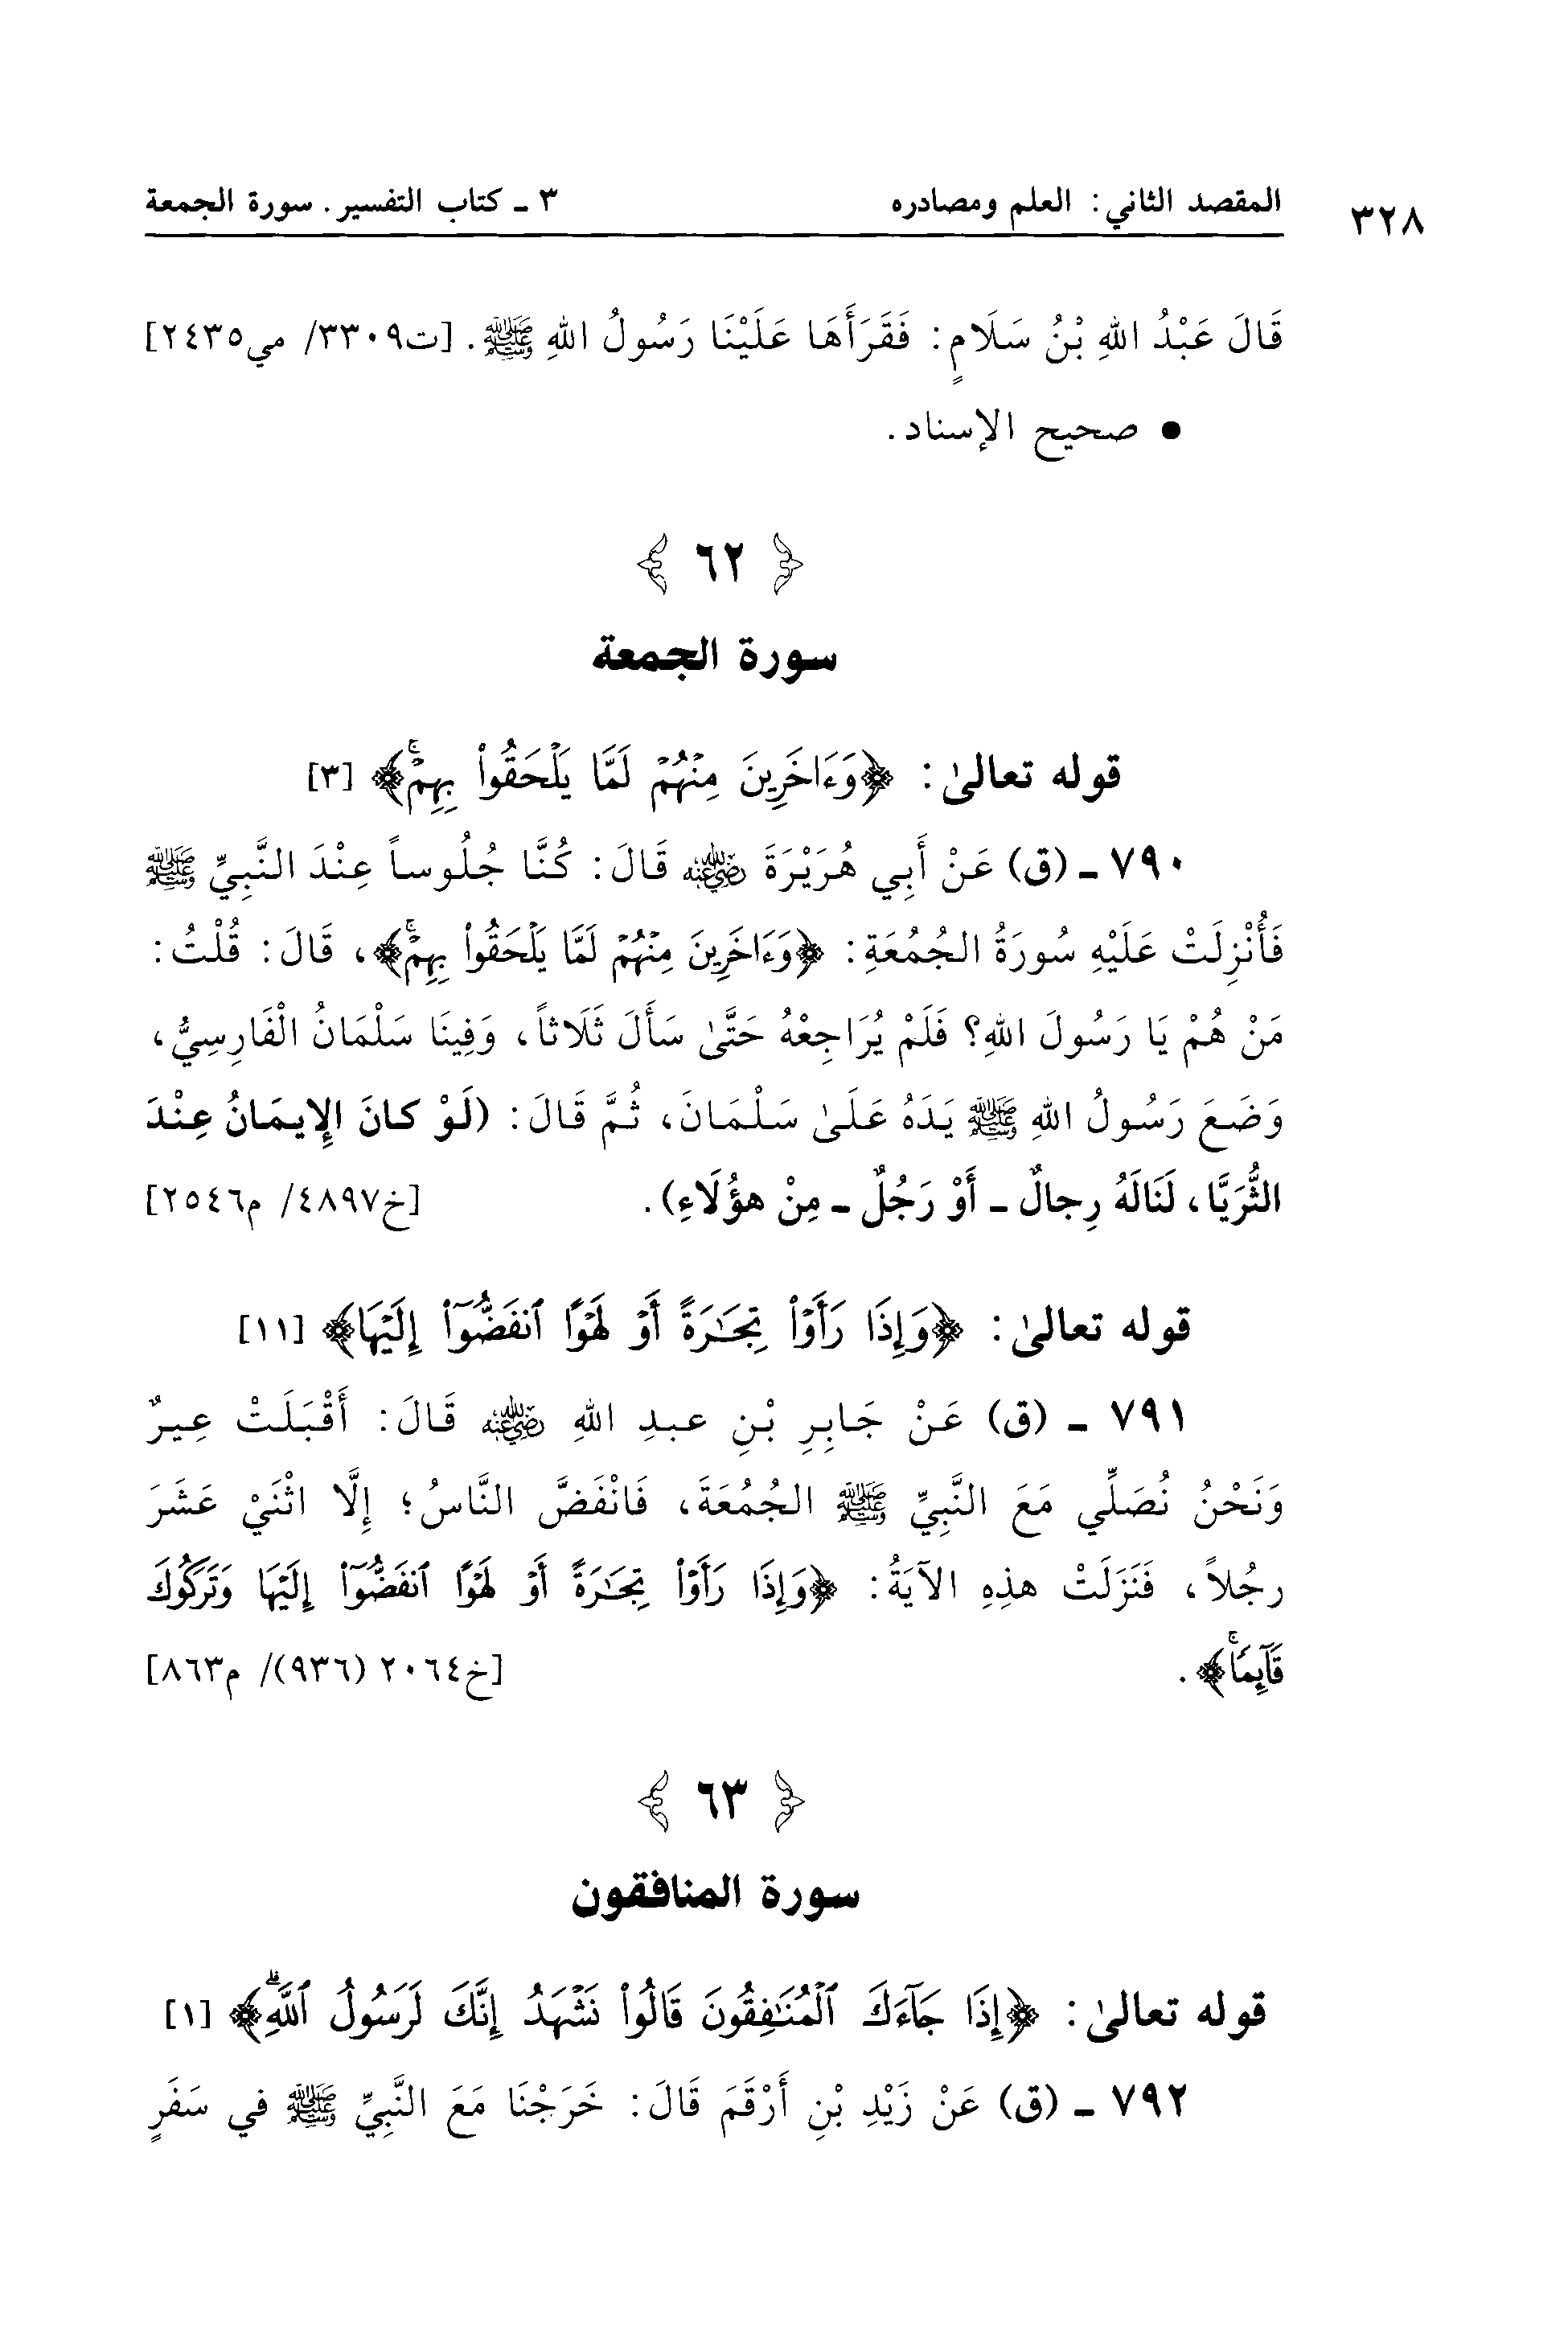 ٣٢٨ المقصد الثاني: العلم ومصادره ٣ ـ كتاب التفسير. سورة الجمعة
قَالَ عَبْدُ اللهِ بْنُ سَلَامٍ: فَقَرَأَهَا عَلَيْنَا رَسُولُ اللهِ ﷺ. [ت٣٣٠٩/ مي٢٤٣٥]
• صحيح الإسناد.
﴿ ٦٢ ﴾
سورة الجمعة
قوله تعالىٰ: ﴿وَءَاخَرِينَ مِنْهُمْ لَمَّا يَلْحَقُوا۟ بِهِمْۚ﴾ [٣]
٧٩٠ ـ (ق) عَنْ أَبِي هُرَيْرَةَ رضي الله عنه قَالَ: كُنَّا جُلُوساً عِنْدَ النَّبِيِّ ﷺ
فَأُنْزِلَتْ عَلَيْهِ سُورَةُ الجُمُعَةِ: ﴿وَءَاخَرِينَ مِنْهُمْ لَمَّا يَلْحَقُوا۟ بِهِمْۚ﴾، قَالَ: قُلْتُ:
مَنْ هُمْ يَا رَسُولَ اللهِ؟ فَلَمْ يُرَاجِعْهُ حَتَّىٰ سَأَلَ ثَلَاثاً، وَفِينَا سَلْمَانُ الْفَارِسِيُّ،
وَضَعَ رَسُولُ اللهِ ﷺ يَدَهُ عَلَىٰ سَلْمَانَ، ثُمَّ قَالَ: (لَوْ كانَ الإِيمَانُ عِنْدَ
الثُّرَيَّا، لَنَالَهُ رِجالٌ ـ أَوْ رَجُلٌ ـ مِنْ هؤُلَاءِ). [خ٤٨٩٧/ م٢٥٤٦]
قوله تعالىٰ: ﴿وَإِذَا رَأَوْا۟ تِجَـٰرَةً أَوْ لَهْوًا ٱنفَضُّوٓا۟ إِلَيْهَا﴾ [١١]
٧٩١ ـ (ق) عَنْ جَابِرِ بْنِ عبدِ اللهِ رضي الله عنه قَالَ: أَقْبَلَتْ عِيرٌ
وَنَحْنُ نُصَلِّي مَعَ النَّبِيِّ ﷺ الجُمُعَةَ، فَانْفَضَّ النَّاسُ؛ إِلَّا اثْنَيْ عَشَرَ
رجُلاً، فَنَزَلَتْ هذِهِ الآيَةُ: ﴿وَإِذَا رَأَوْا۟ تِجَـٰرَةً أَوْ لَهْوًا ٱنفَضُّوٓا۟ إِلَيْهَا وَتَرَكُوكَ
قَآئِمًاۚ﴾. [خ٢٠٦٤ (٩٣٦)/ م٨٦٣]
﴿ ٦٣ ﴾
سورة المنافقون
قوله تعالىٰ: ﴿إِذَا جَآءَكَ ٱلْمُنَـٰفِقُونَ قَالُوا۟ نَشْهَدُ إِنَّكَ لَرَسُولُ ٱللَّهِۗ﴾ [١]
٧٩٢ ـ (ق) عَنْ زَيْدِ بْنِ أَرْقَمَ قَالَ: خَرَجْنَا مَعَ النَّبِيِّ ﷺ في سَفَرٍ